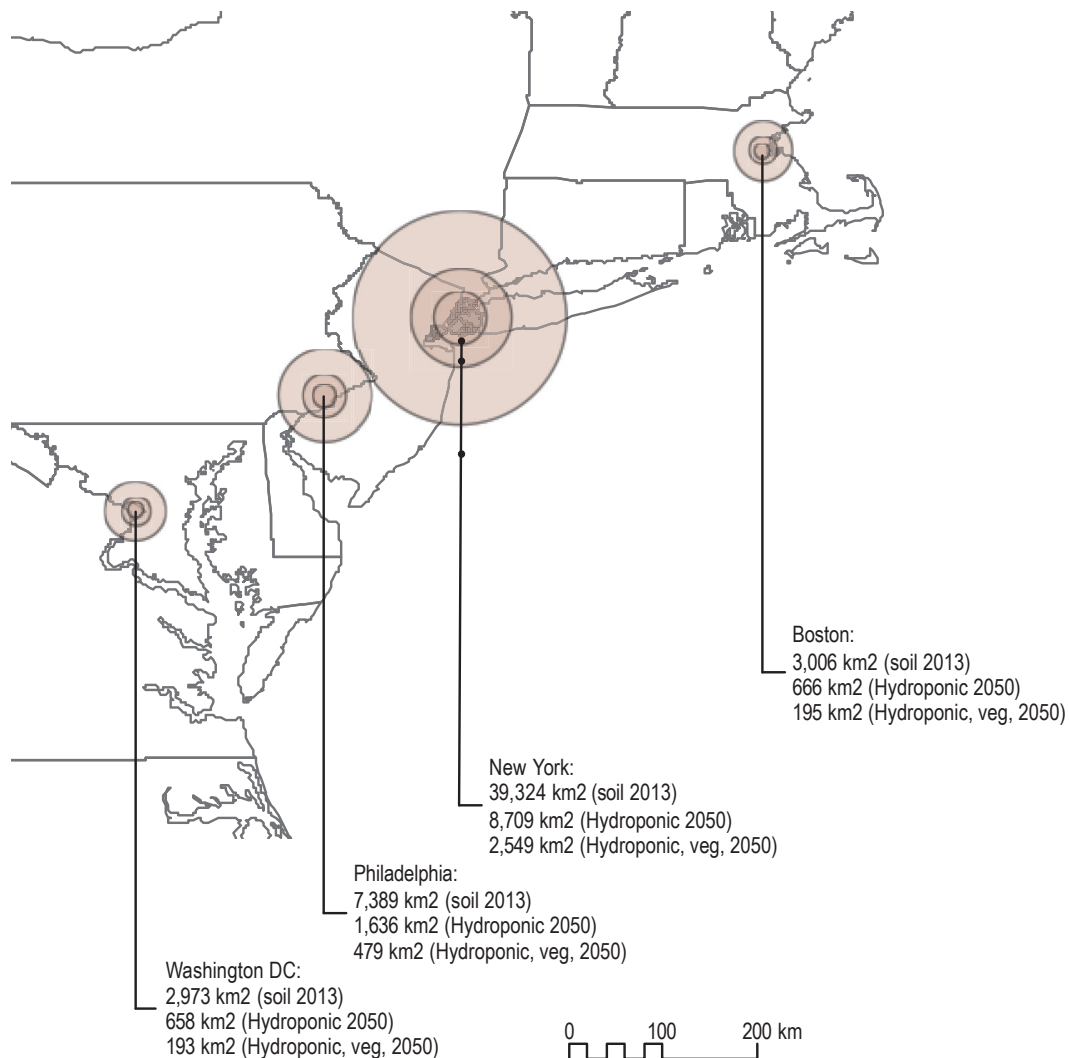 Boston:
3,006 km2 (soil 2013)
666 km2 (Hydroponic 2050)
195 km2 (Hydroponic, veg, 2050)
New York:
39,324 km2 (soil 2013)
8,709 km2 (Hydroponic 2050)
2,549 km2 (Hydroponic, veg, 2050)
Philadelphia:
7,389 km2 (soil 2013)
1,636 km2 (Hydroponic 2050)
479 km2 (Hydroponic, veg, 2050)
Washington DC:
2,973 km2 (soil 2013)
658 km2 (Hydroponic 2050)
193 km2 (Hydroponic, veg, 2050)
0 100 200 km